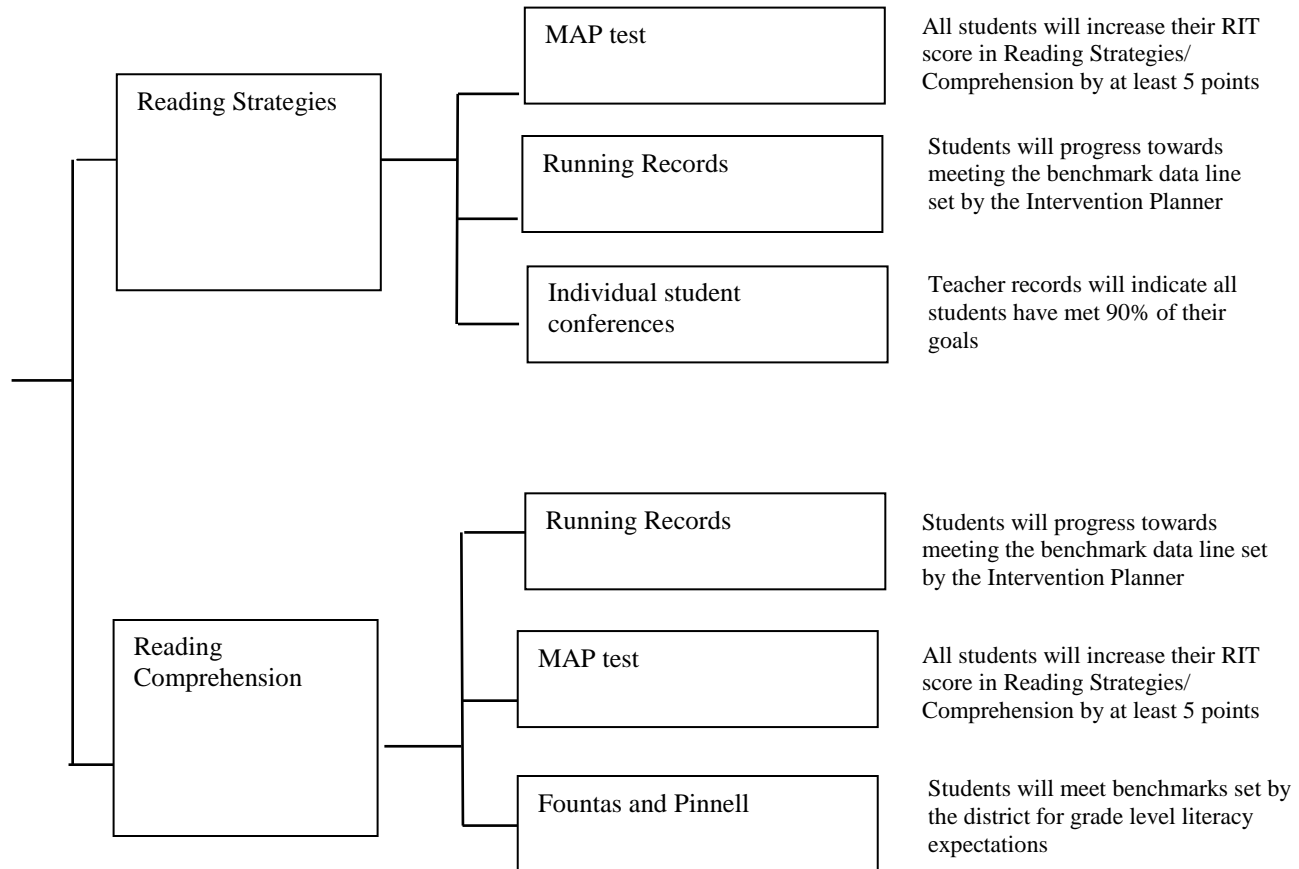 Reading Strategies
MAP test
All students will increase their RIT
score in Reading Strategies/
Comprehension by at least 5 points
Running Records
Students will progress towards
meeting the benchmark data line
set by the Intervention Planner
Individual student
conferences
Teacher records will indicate all
students have met 90% of their
goals
Reading
Comprehension
Running Records
Students will progress towards
meeting the benchmark data line set
by the Intervention Planner
MAP test
All students will increase their RIT
score in Reading Strategies/
Comprehension by at least 5 points
Fountas and Pinnell
Students will meet benchmarks set by
the district for grade level literacy
expectations